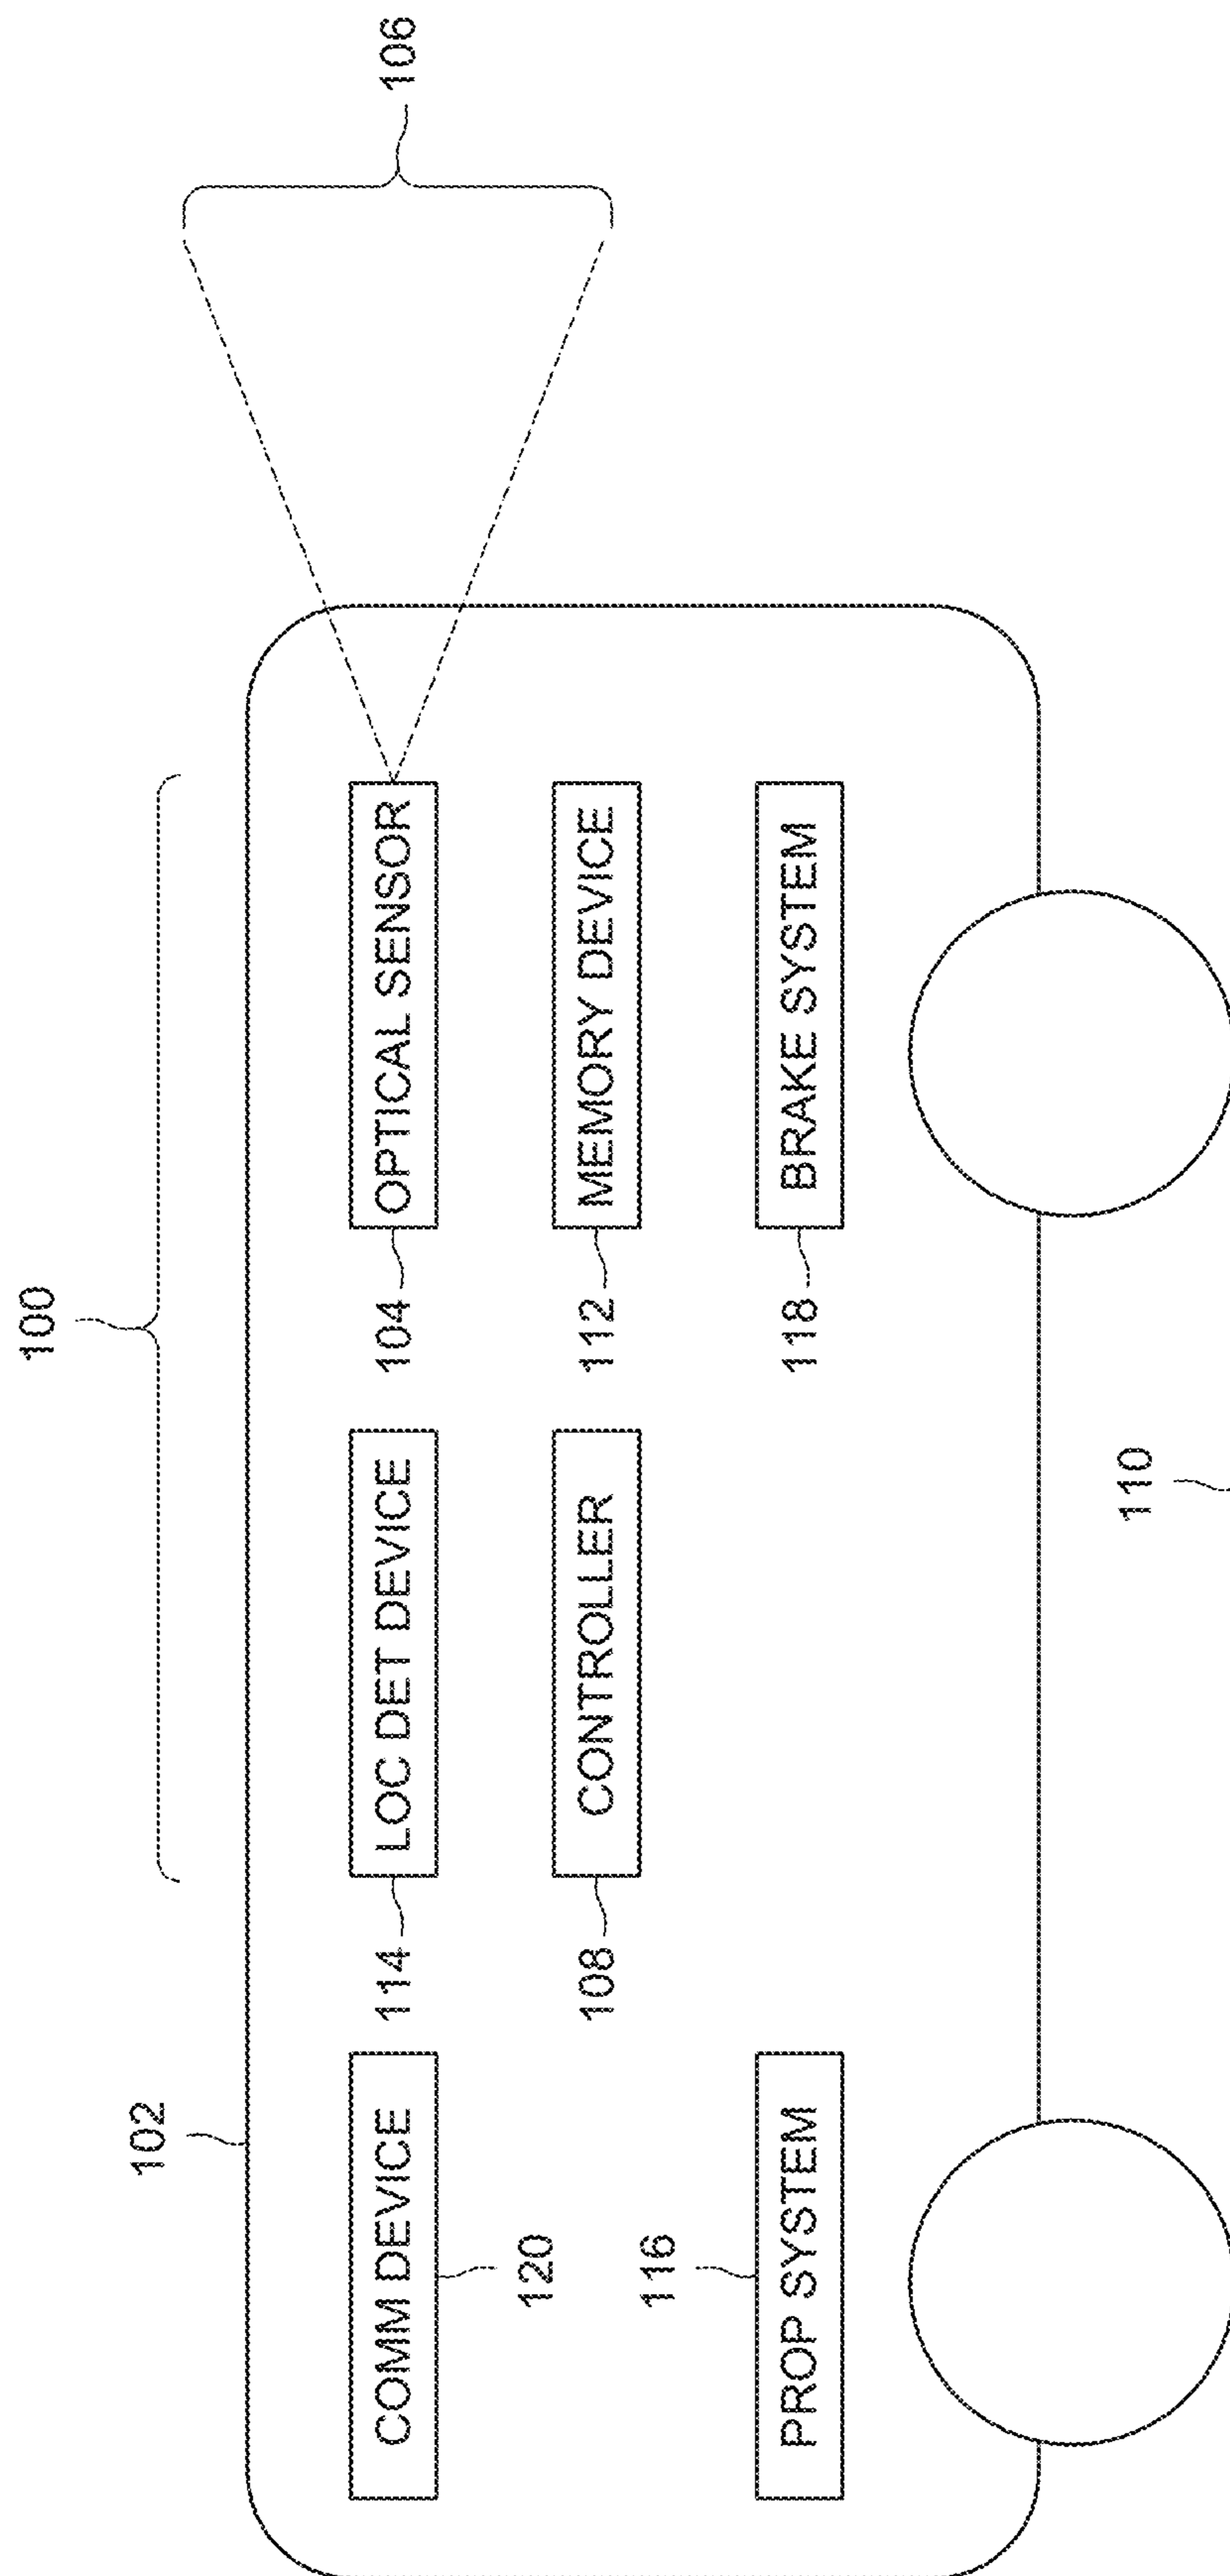 100
106
102
COMM DEVICE
120
114
LOC DET DEVICE
104
OPTICAL SENSOR
108
CONTROLLER
112
MEMORY DEVICE
116
PROP SYSTEM
118
BRAKE SYSTEM
110